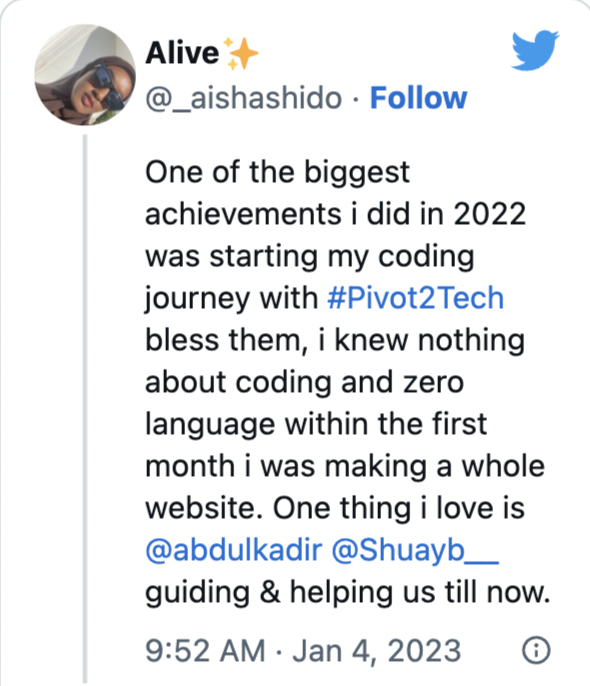 Alive✨
@_aishashido · Follow
One of the biggest
achievements i did in 2022
was starting my coding
journey with #Pivot2Tech
bless them, i knew nothing
about coding and zero
language within the first
month i was making a whole
website. One thing i love is
@abdulkadir @Shuayb__
guiding & helping us till now.
9:52 AM · Jan 4, 2023